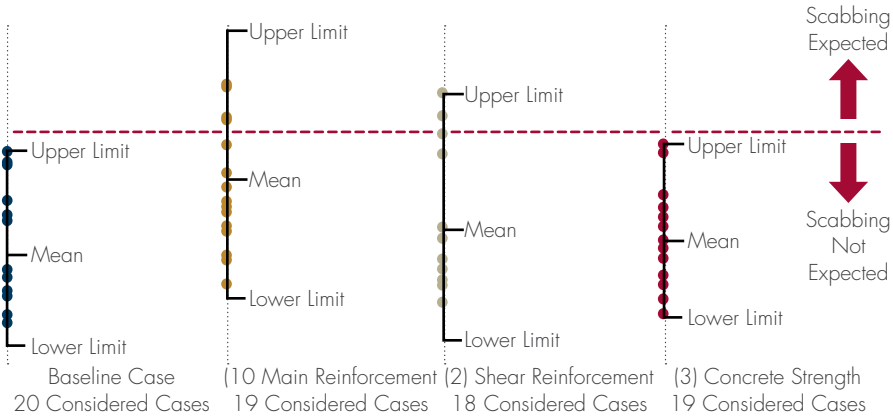 Upper Limit
Mean
Lower Limit
Baseline Case
20 Considered Cases
Upper Limit
Mean
Lower Limit
(10 Main Reinforcement
19 Considered Cases
Upper Limit
Mean
Lower Limit
(2) Shear Reinforcement
18 Considered Cases
Upper Limit
Mean
Lower Limit
(3) Concrete Strength
19 Considered Cases
Scabbing
Expected
Scabbing
Not
Expected